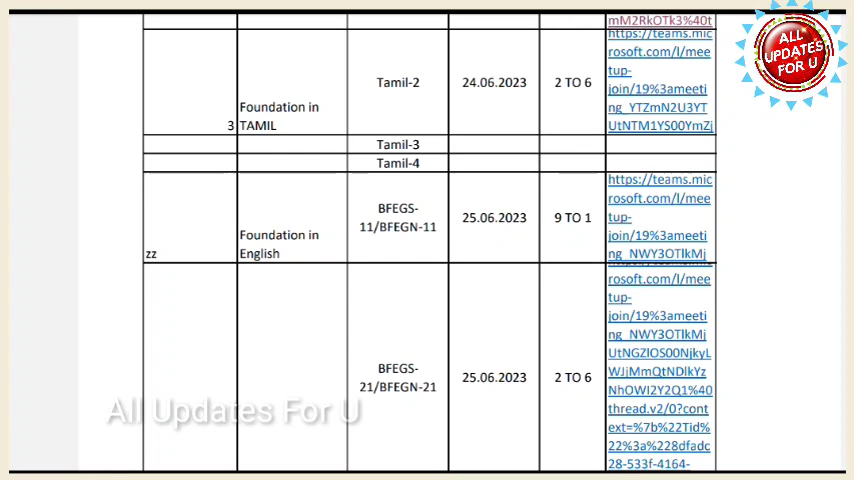 mM2RkOTk3%40t
3
Foundation in
TAMIL
Tamil-2
24.06.2023
2 TO 6
https://teams.mic
rosoft.com/l/mee
tup-
join/19%3ameeti
ng_YTZmN2U3YT
UtNTM1YS00YmZj
Tamil-3
Tamil-4
zz
Foundation in
English
BFEGS-
11/BFEGN-11
25.06.2023
9 TO 1
https://teams.mic
rosoft.com/l/mee
tup-
join/19%3ameeti
ng_NWY3OTlkMj
BFEGS-
21/BFEGN-21
25.06.2023
2 TO 6
rosoft.com/l/mee
tup-
join/19%3ameeti
ng_NWY3OTlkMj
UtNGZlOS00NjkyL
WJjMmQtNDlkYz
NhOWI2Y2Q1%40
thread.v2/0?cont
ext=%7b%22Tid%
22%3a%228dfadc
28-533f-4164-
ALL
UPDATES
FOR U
All Updates For U